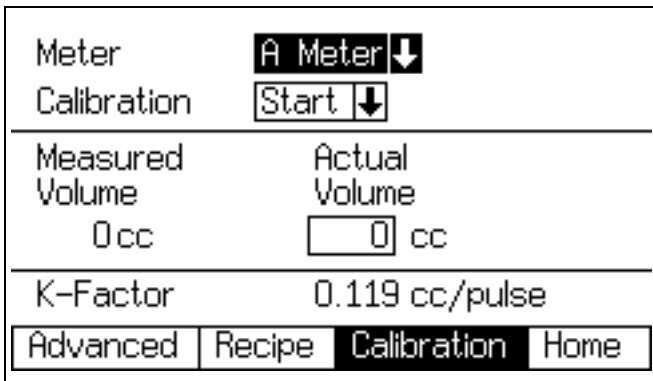 Meter A Meter
Calibration Start
Measured Actual
Volume Volume
0 cc 0 cc
K-Factor 0.119 cc/pulse
Advanced Recipe Calibration Home